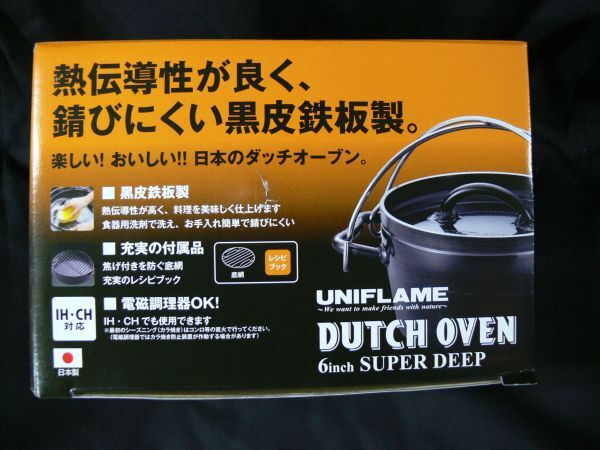 熱伝導性が良く、
錆びにくい黒皮鉄板製。
楽しい! おいしい!! 日本のダッチオーブン。
■ 黒皮鉄板製
熱伝導性が高く、料理を美味しく仕上げます
食器用洗剤で洗え、お手入れ簡単で錆びにくい
■ 充実の付属品
焦げ付きを防ぐ底網
充実のレシピブック
底網
レシピ
ブック
■ 電磁調理器OK!
IH・CH
対応
IH・CHでも使用できます
※最初のシーズニング(カラ焼き)はコンロ等の直火で行ってください。
(電磁調理器ではカラ焼き防止装置が作動する場合があります)
日本製
UNIFLAME
~We want to make friends with nature~
DUTCH OVEN
6inch SUPER DEEP